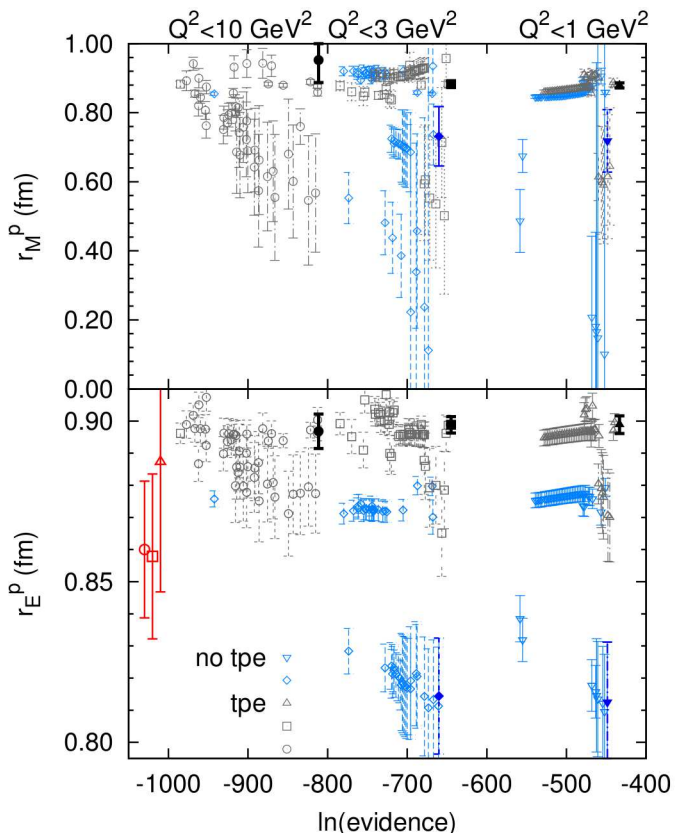 Q²<10 GeV² Q²<3 GeV² Q²<1 GeV²
1.00
0.80
0.60
0.40
0.20
0.00
r_M^p (fm)
0.90
0.85
0.80
r_E^p (fm)
no tpe
tpe
-1000 -900 -800 -700 -600 -500 -400
ln(evidence)